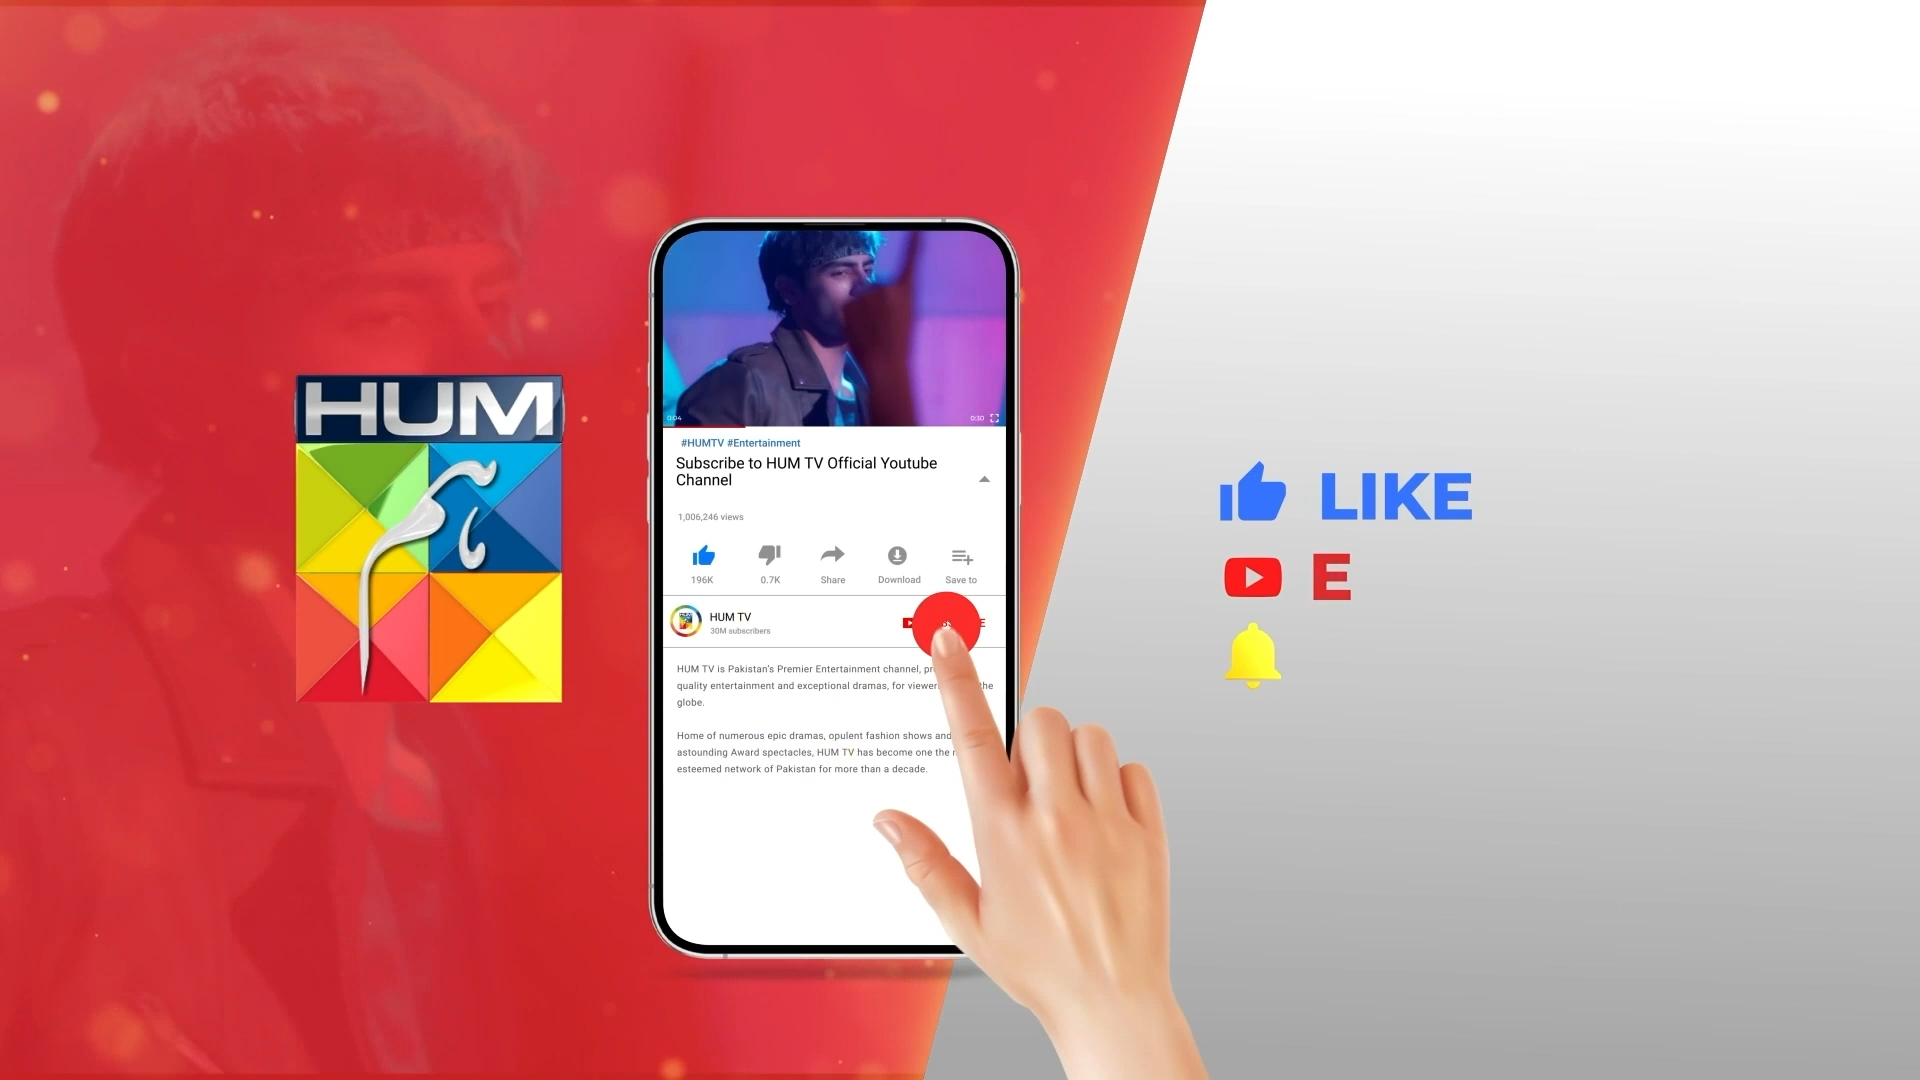 HUM
ہم
0:04
0:30
#HUMTV #Entertainment
Subscribe to HUM TV Official Youtube
Channel
1,006,246 views
196K
0.7K
Share
Download
Save to
HUM TV
30M subscribers
E
HUM TV is Pakistan's Premier Entertainment channel,
quality entertainment and exceptional dramas, for the
globe.
Home of numerous epic dramas, opulent fashion shows and
astounding Award spectacles, HUM TV has become one the
esteemed network of Pakistan for more than a decade.
LIKE
E